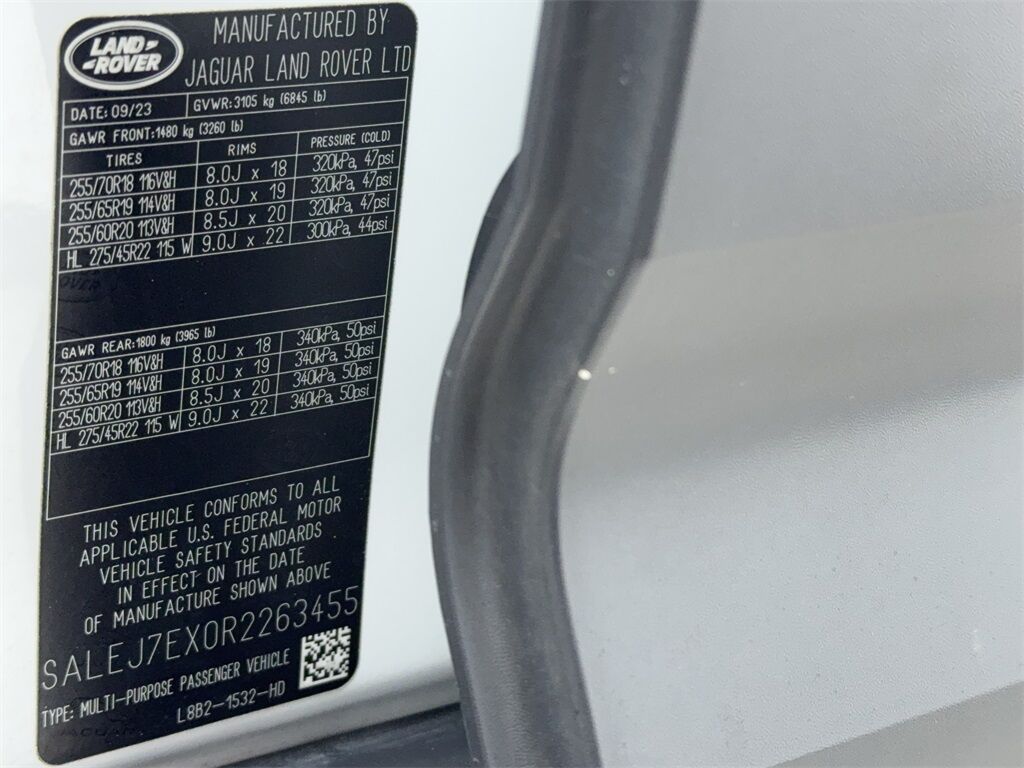 LAND
ROVER
MANUFACTURED BY
JAGUAR LAND ROVER LTD
DATE: 09/23 GVWR:3105 kg (6845 lb)
GAWR FRONT:1480 kg (3260 lb)
TIRES RIMS PRESSURE (COLD)
255/70R18 116V&H 8.0J x 18 320kPa, 47psi
255/65R19 114V&H 8.0J x 19 320kPa, 47psi
255/60R20 113V&H 8.5J x 20 320kPa, 47psi
HL 275/45R22 115 W 9.0J x 22 300kPa, 44psi
GAWR REAR:1800 kg (3965 lb)
255/70R18 116V&H 8.0J x 18 340kPa, 50psi
255/65R19 114V&H 8.0J x 19 340kPa, 50psi
255/60R20 113V&H 8.5J x 20 340kPa, 50psi
HL 275/45R22 115 W 9.0J x 22 340kPa, 50psi
THIS VEHICLE CONFORMS TO ALL
APPLICABLE U.S. FEDERAL MOTOR
VEHICLE SAFETY STANDARDS
IN EFFECT ON THE DATE
OF MANUFACTURE SHOWN ABOVE
SALEJ7EX0R2263455
TYPE: MULTI-PURPOSE PASSENGER VEHICLE
L8B2-1532-HD